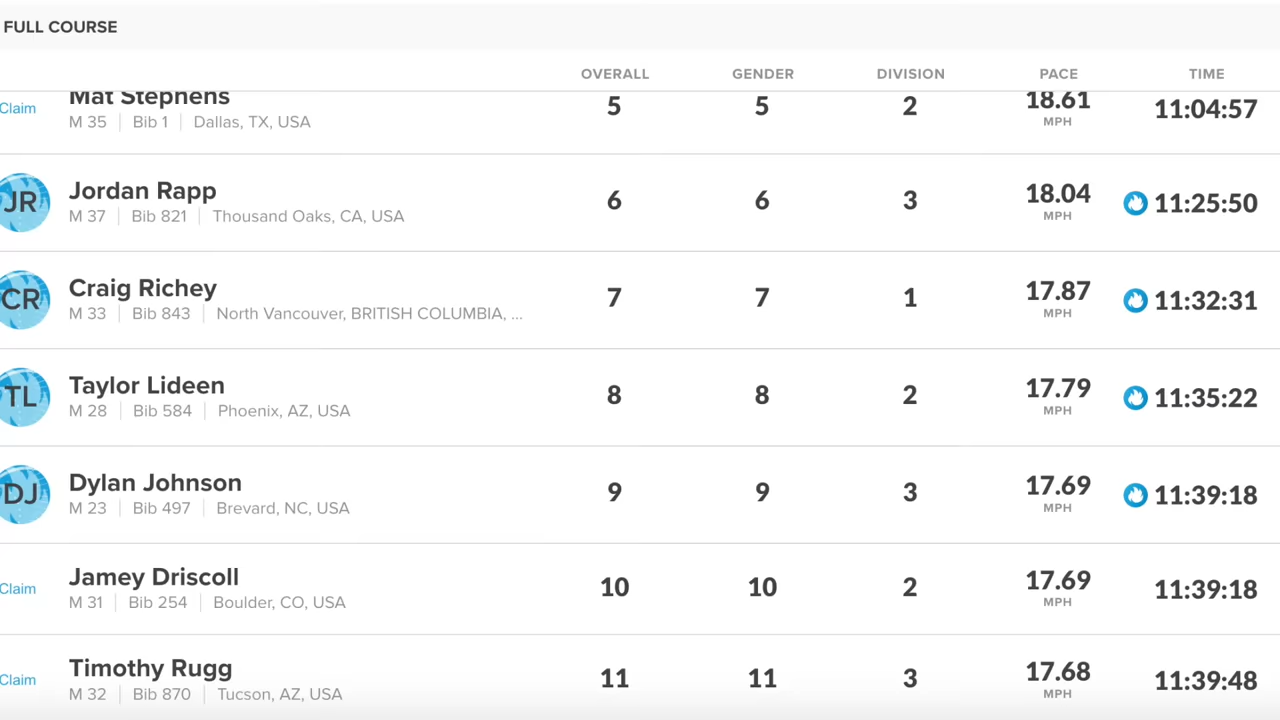 FULL COURSE
OVERALL GENDER DIVISION PACE TIME
Claim Mat Stephens 5 5 2 18.61 11:04:57
M 35 Bib 1 Dallas, TX, USA MPH
JR Jordan Rapp 6 6 3 18.04 11:25:50
M 37 Bib 821 Thousand Oaks, CA, USA MPH
CR Craig Richey 7 7 1 17.87 11:32:31
M 33 Bib 843 North Vancouver, BRITISH COLUMBIA, ... MPH
TL Taylor Lideen 8 8 2 17.79 11:35:22
M 28 Bib 584 Phoenix, AZ, USA MPH
DJ Dylan Johnson 9 9 3 17.69 11:39:18
M 23 Bib 497 Brevard, NC, USA MPH
Claim Jamey Driscoll 10 10 2 17.69 11:39:18
M 31 Bib 254 Boulder, CO, USA MPH
Claim Timothy Rugg 11 11 3 17.68 11:39:48
M 32 Bib 870 Tucson, AZ, USA MPH